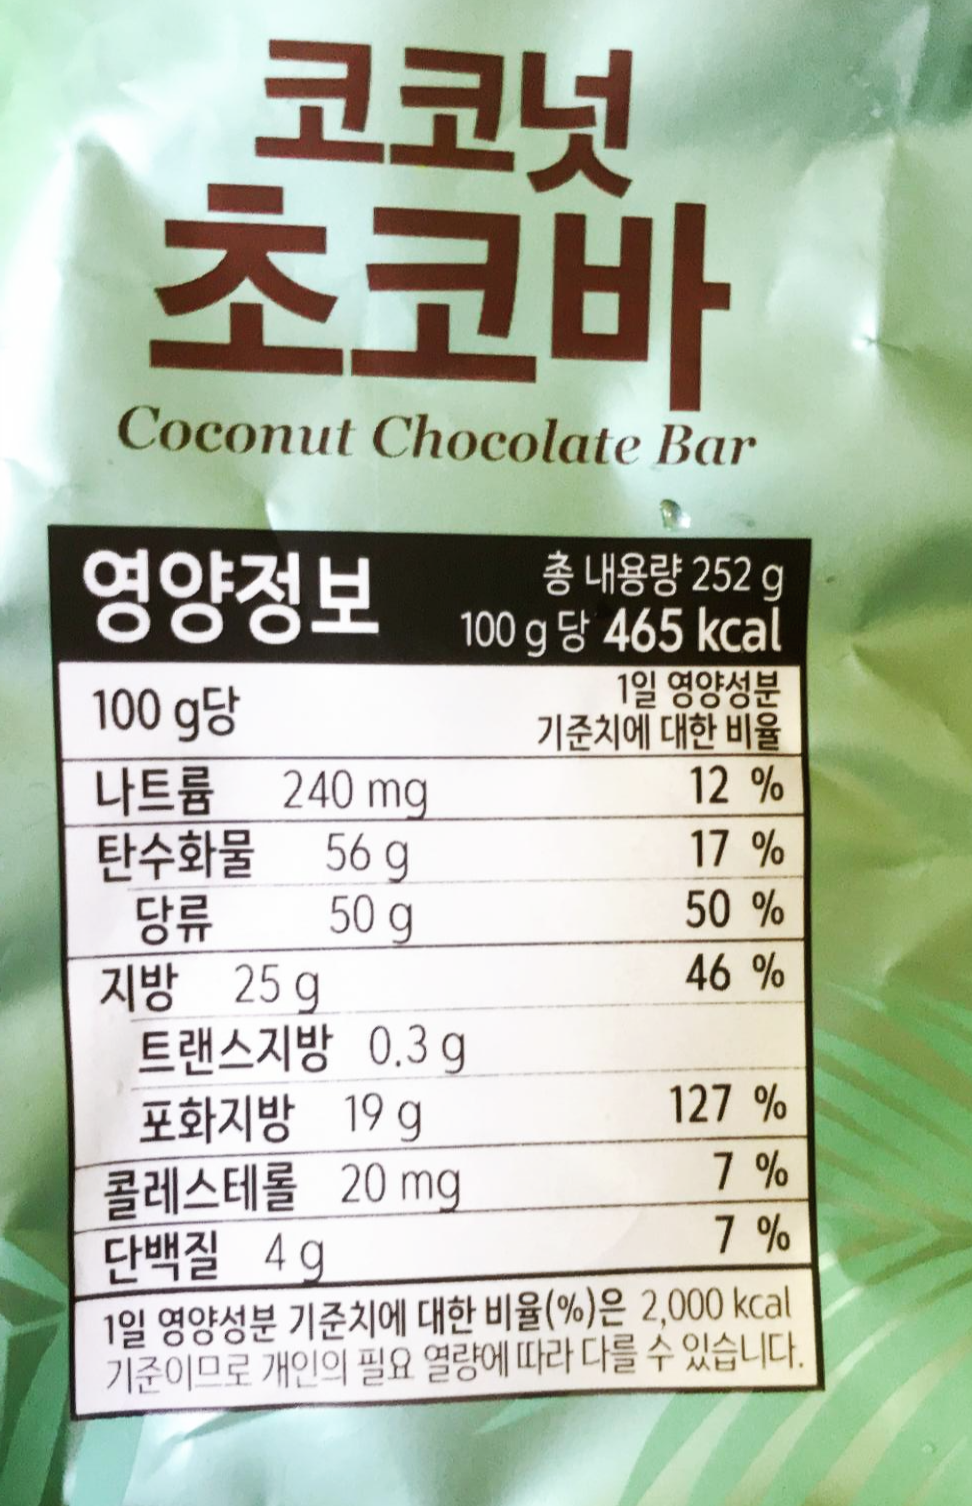 코코넛
초코바
Coconut Chocolate Bar
영양정보
총 내용량 252 g
100 g 당 465 kcal
100 g당
1일 영양성분
기준치에 대한 비율
나트륨 240 mg 12 %
탄수화물 56 g 17 %
당류 50 g 50 %
지방 25 g 46 %
트랜스지방 0.3 g
포화지방 19 g 127 %
콜레스테롤 20 mg 7 %
단백질 4 g 7 %
1일 영양성분 기준치에 대한 비율(%)은 2,000 kcal
기준이므로 개인의 필요 열량에 따라 다를 수 있습니다.